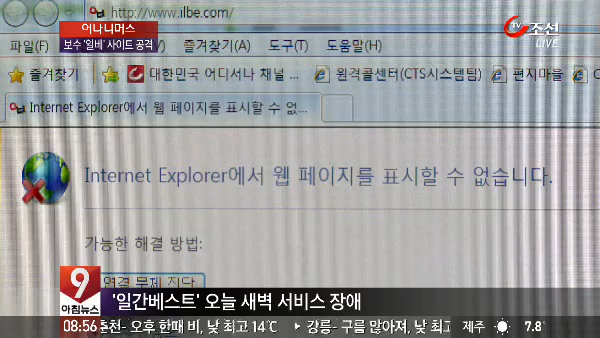 http://www.ilbe.com/
어나니머스
보수 '일베' 사이트 공격
TV조선
LIVE
파일(F)
즐겨찾기(A) 도구(T) 도움말(H)
즐겨찾기 대한민국 어디서나 채널 ... 원격콜센터(CTS시스템팀) 편지마을
Internet Explorer에서 웹 페이지를 표시할 수 없...
Internet Explorer에서 웹 페이지를 표시할 수 없습니다.
가능한 해결 방법:
연결 문제 진단
9
아침뉴스
'일간베스트' 오늘 새벽 서비스 장애
08:56 춘천- 오후 한때 비, 낮 최고 14℃ ▶ 강릉- 구름 많아져, 낮 최고 제주 7.8˚